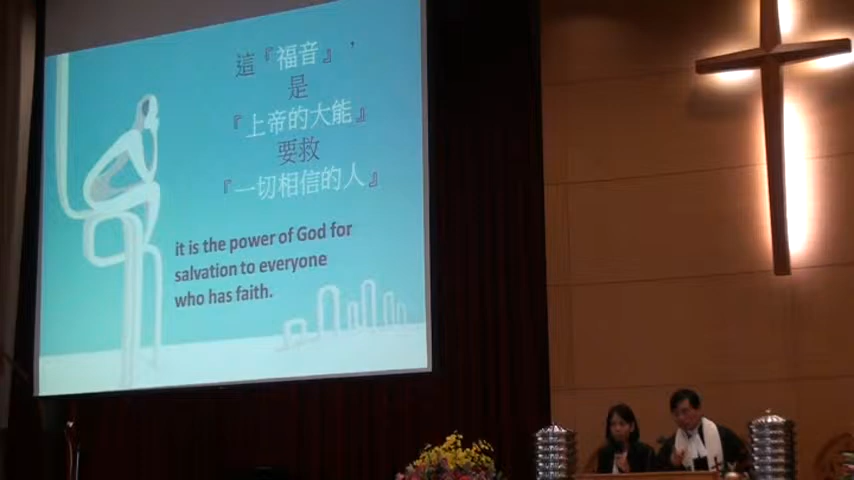 這『福音』，
是
『上帝的大能』
要救
『一切相信的人』
it is the power of God for
salvation to everyone
who has faith.